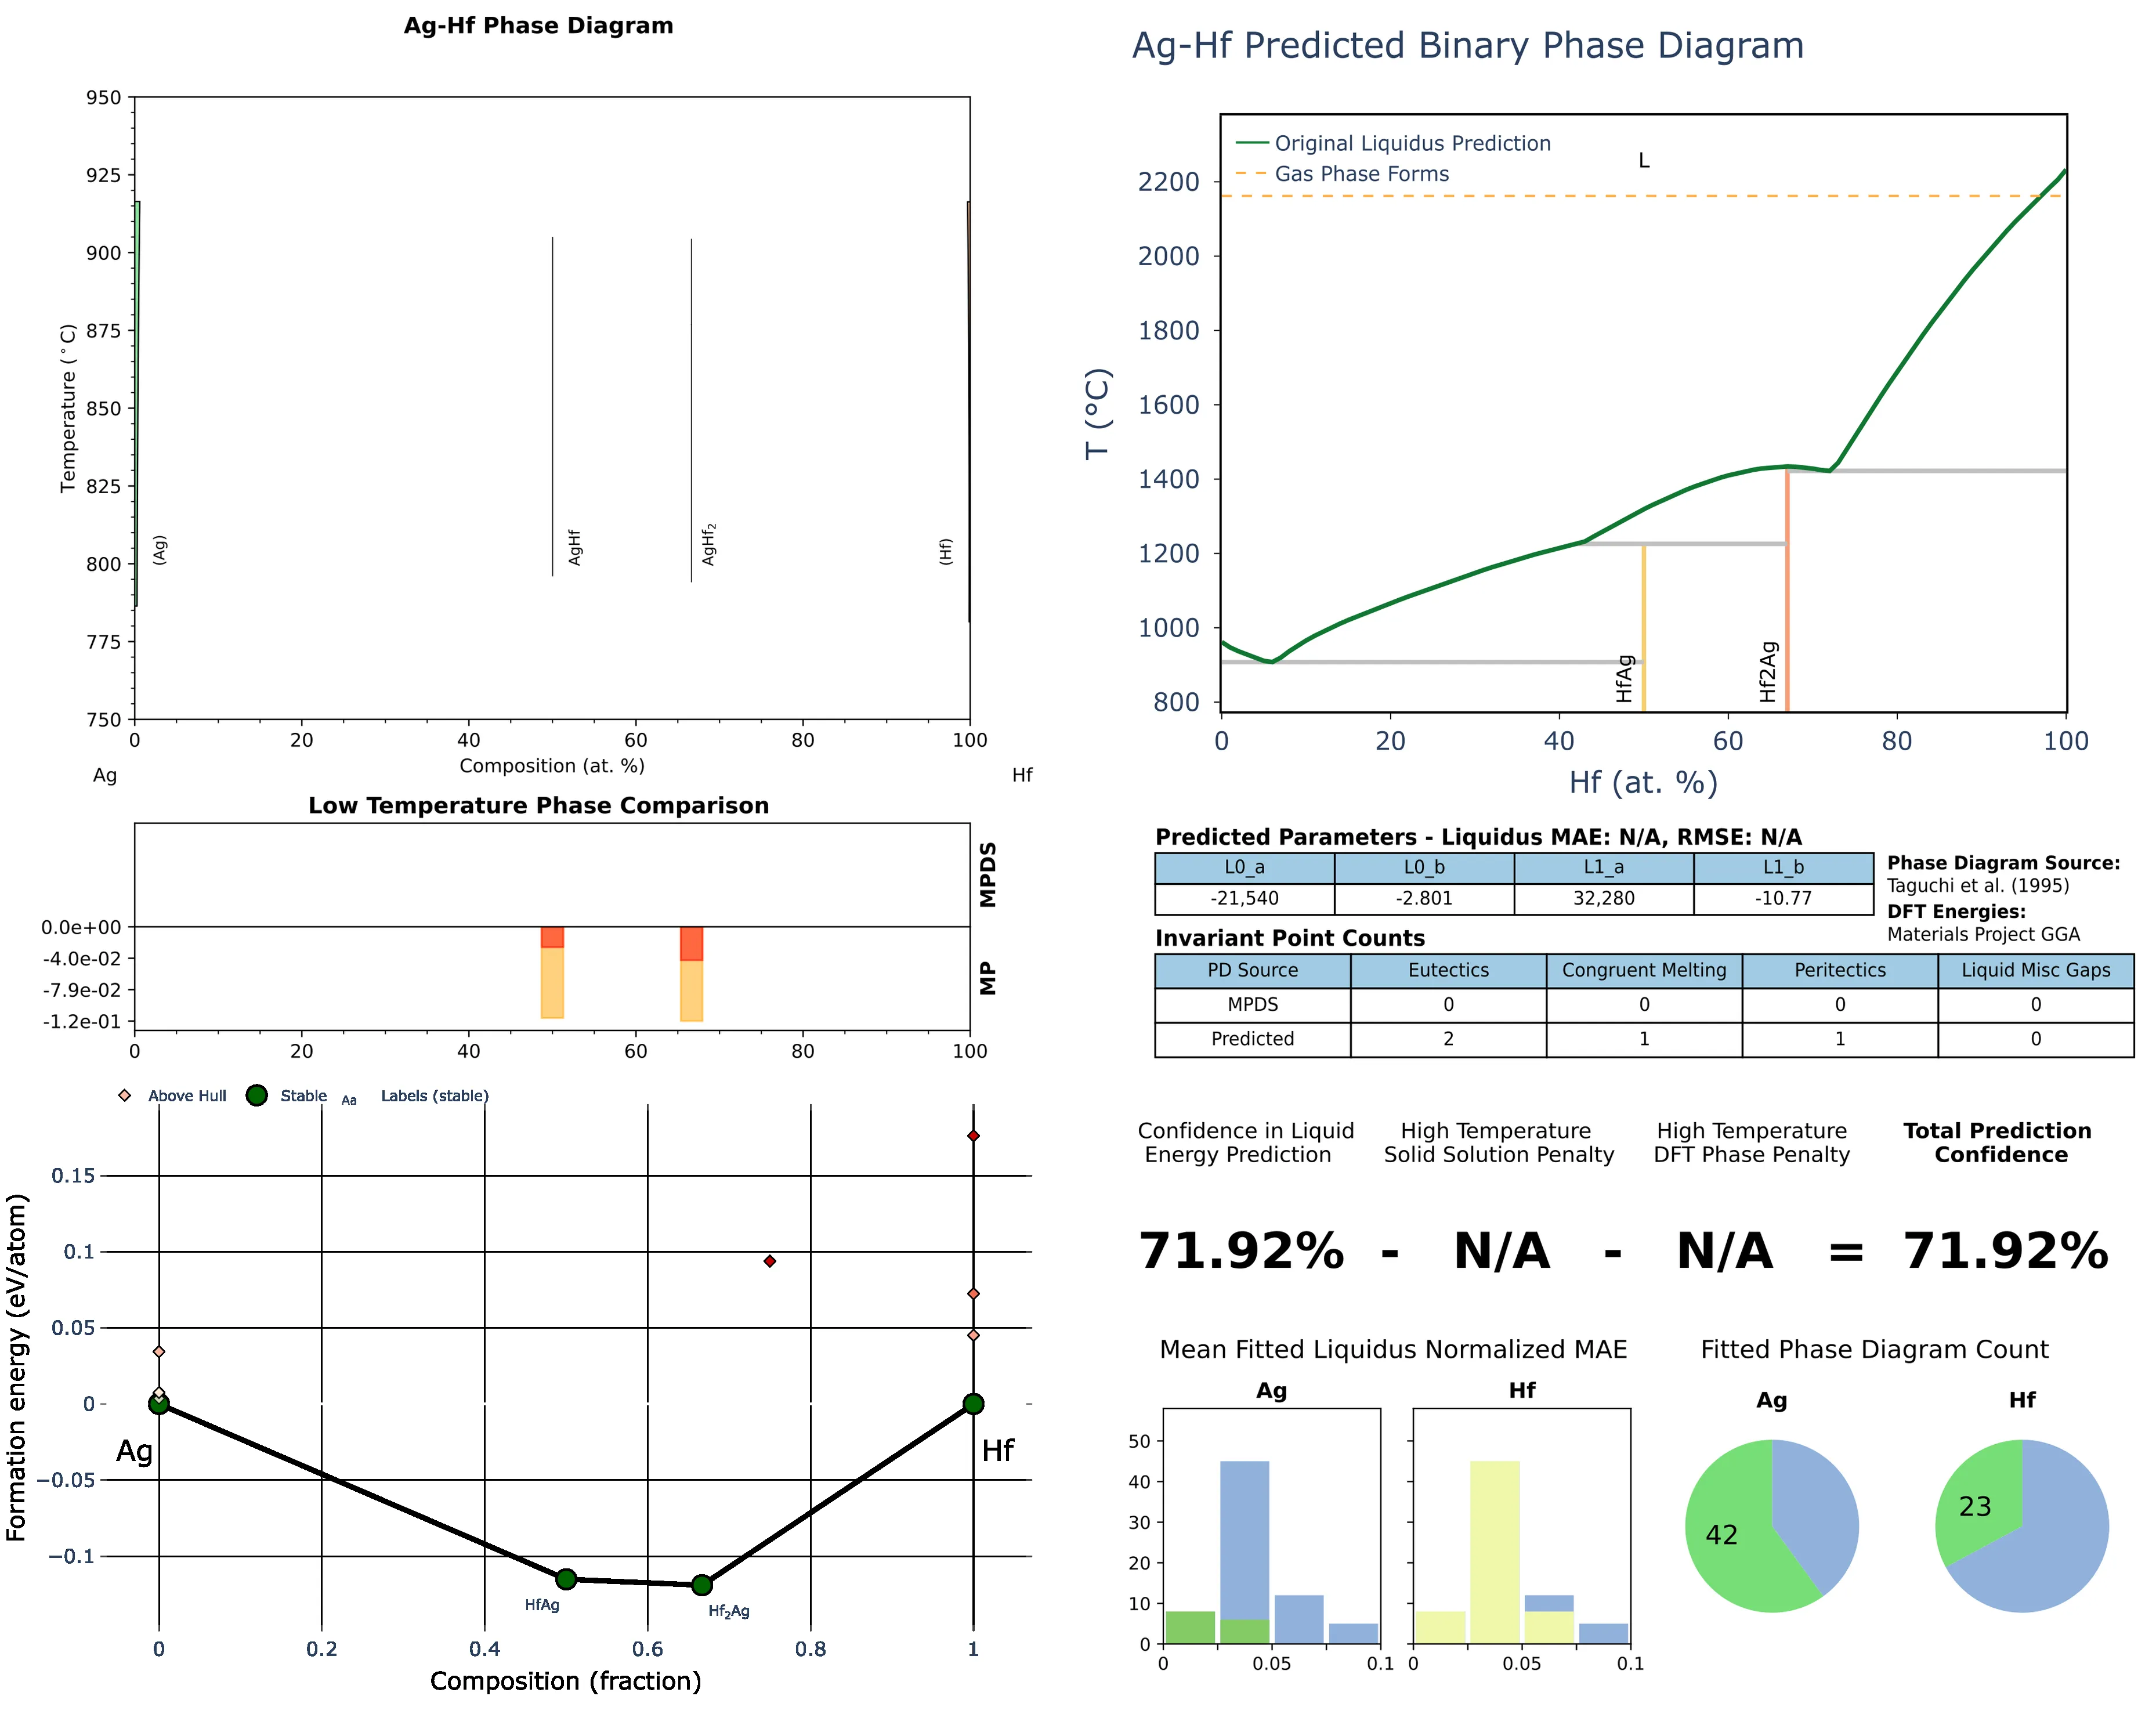 Ag-Hf Phase Diagram
950
925
900
875
850
825
800
775
750
Temperature (°C)
(Ag)
AgHf
AgHf2
(Hf)
0 20 40 60 80 100
Composition (at. %)
Ag Hf
Low Temperature Phase Comparison
MPDS
MP
0.0e+00
-4.0e-02
-7.9e-02
-1.2e-01
0 20 40 60 80 100
Above Hull Stable Aa Labels (stable)
0.15
0.1
0.05
0
−0.05
−0.1
Formation energy (eV/atom)
Ag Hf
HfAg
Hf2Ag
0 0.2 0.4 0.6 0.8 1
Composition (fraction)
Ag-Hf Predicted Binary Phase Diagram
Original Liquidus Prediction
Gas Phase Forms
L
2200
2000
1800
1600
1400
1200
1000
800
T (°C)
HfAg
Hf2Ag
0 20 40 60 80 100
Hf (at. %)
Predicted Parameters - Liquidus MAE: N/A, RMSE: N/A
L0_a L0_b L1_a L1_b
-21,540 -2.801 32,280 -10.77
Phase Diagram Source:
Taguchi et al. (1995)
DFT Energies:
Materials Project GGA
Invariant Point Counts
PD Source Eutectics Congruent Melting Peritectics Liquid Misc Gaps
MPDS 0 0 0 0
Predicted 2 1 1 0
Confidence in Liquid
Energy Prediction
High Temperature
Solid Solution Penalty
High Temperature
DFT Phase Penalty
Total Prediction
Confidence
71.92% - N/A - N/A = 71.92%
Mean Fitted Liquidus Normalized MAE
Ag Hf
50
40
30
20
10
0
0 0.05 0.1 0 0.05 0.1
Fitted Phase Diagram Count
Ag Hf
42 23